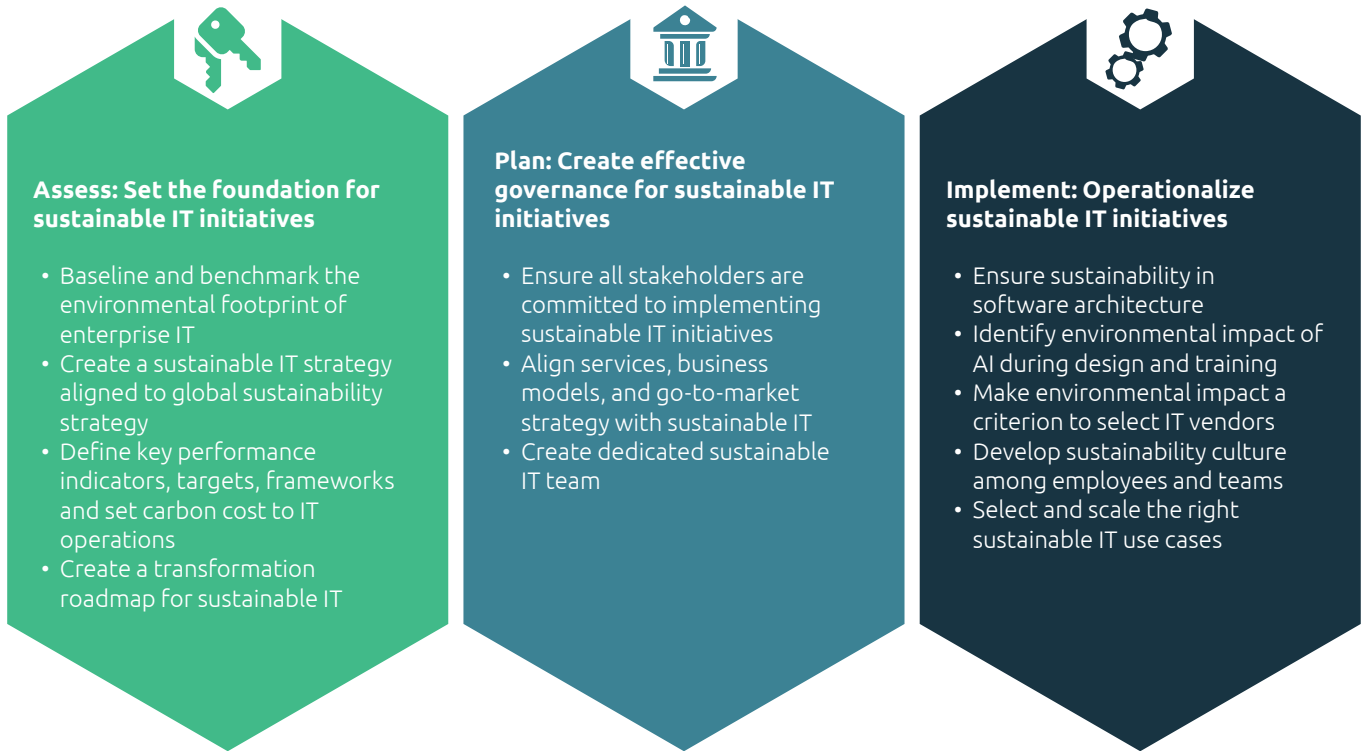 Assess: Set the foundation for
sustainable IT initiatives
• Baseline and benchmark the
environmental footprint of
enterprise IT
• Create a sustainable IT strategy
aligned to global sustainability
strategy
• Define key performance
indicators, targets, frameworks
and set carbon cost to IT
operations
• Create a transformation
roadmap for sustainable IT
Plan: Create effective
governance for sustainable IT
initiatives
• Ensure all stakeholders are
committed to implementing
sustainable IT initiatives
• Align services, business
models, and go-to-market
strategy with sustainable IT
• Create dedicated sustainable
IT team
Implement: Operationalize
sustainable IT initiatives
• Ensure sustainability in
software architecture
• Identify environmental impact of
AI during design and training
• Make environmental impact a
criterion to select IT vendors
• Develop sustainability culture
among employees and teams
• Select and scale the right
sustainable IT use cases